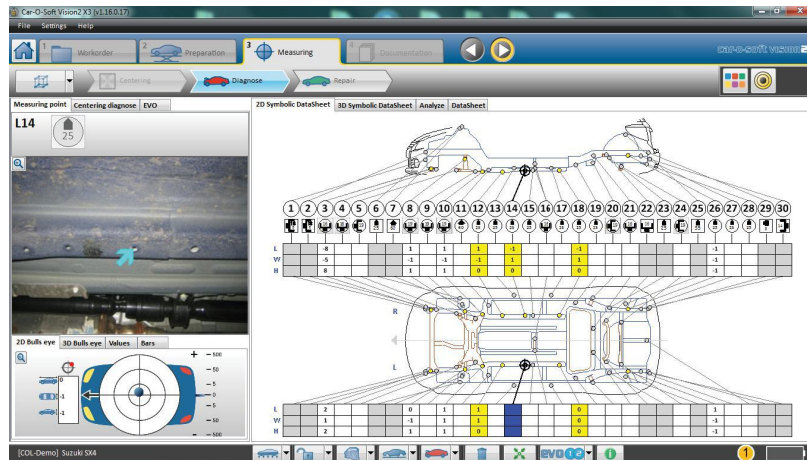 Car-O-Soft Vision2 X3 (v1.16.0.17)
File Settings Help
1 Workorder
2 Preparation
3 Measuring
4 Documentation
car-o-soft vision2
Centering
Diagnose
Repair
Measuring point Centering diagnose EVO
2D Symbolic DataSheet 3D Symbolic DataSheet Analyze DataSheet
L14
25
1 2 3 4 5 6 7 8 9 10 11 12 13 14 15 16 17 18 19 20 21 22 23 24 25 26 27 28 29 30
L -8 1 1 1 -1 -1 -1
W -5 -1 -1 -1 1 1 -1
H 8 1 1 0 0 0 -1
R
L
2D Bulls eye 3D Bulls eye Values Bars
+ 500
50
5
0
5
50
- 500
0
-1
-1
L 2 0 1 1 0 1
W 1 -1 1 1 0 -1
H 2 1 1 0 0 -1
[COL-Demo] Suzuki SX4
EVO 1 2
1